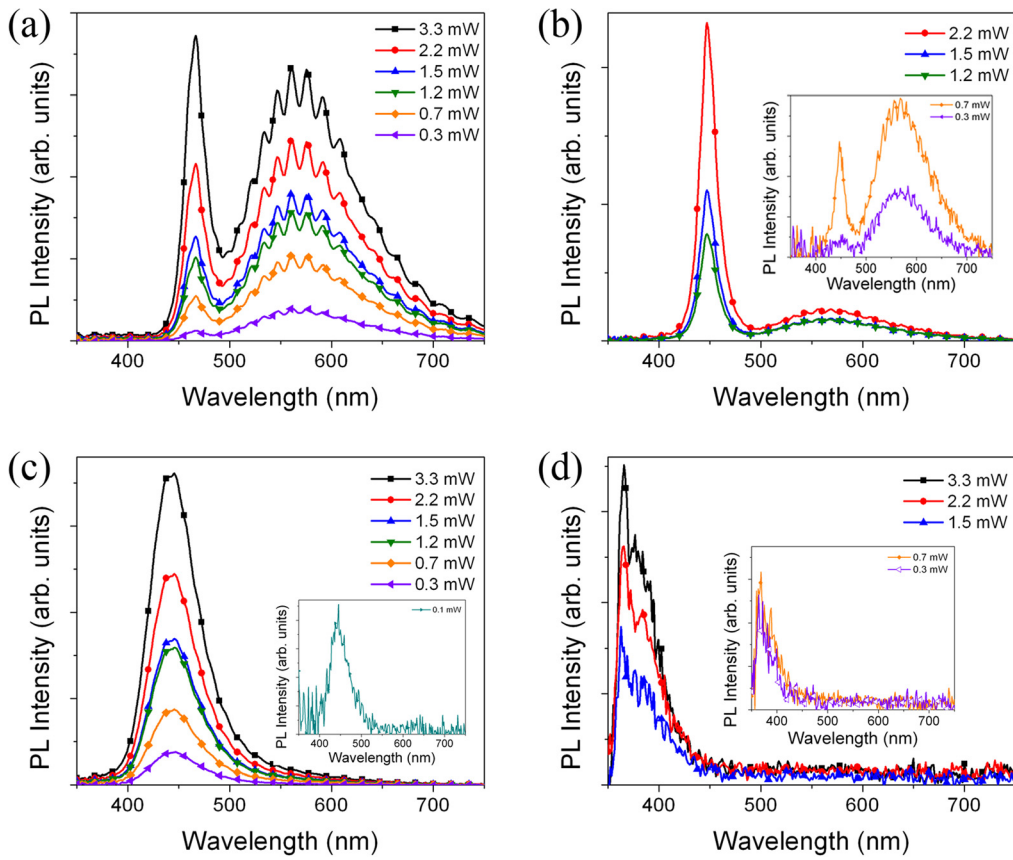 (a)
3.3 mW
2.2 mW
1.5 mW
1.2 mW
0.7 mW
0.3 mW
PL Intensity (arb. units)
400 500 600 700
Wavelength (nm)
(b)
2.2 mW
1.5 mW
1.2 mW
PL Intensity (arb. units)
0.7 mW
0.3 mW
PL Intensity (arb. units)
400 500 600 700
Wavelength (nm)
400 500 600 700
Wavelength (nm)
(c)
3.3 mW
2.2 mW
1.5 mW
1.2 mW
0.7 mW
0.3 mW
PL Intensity (arb. units)
0.1 mW
PL Intensity (arb. units)
400 500 600 700
Wavelength (nm)
400 500 600 700
Wavelength (nm)
(d)
3.3 mW
2.2 mW
1.5 mW
PL Intensity (arb. units)
0.7 mW
0.3 mW
PL Intensity (arb. units)
400 500 600 700
Wavelength (nm)
400 500 600 700
Wavelength (nm)